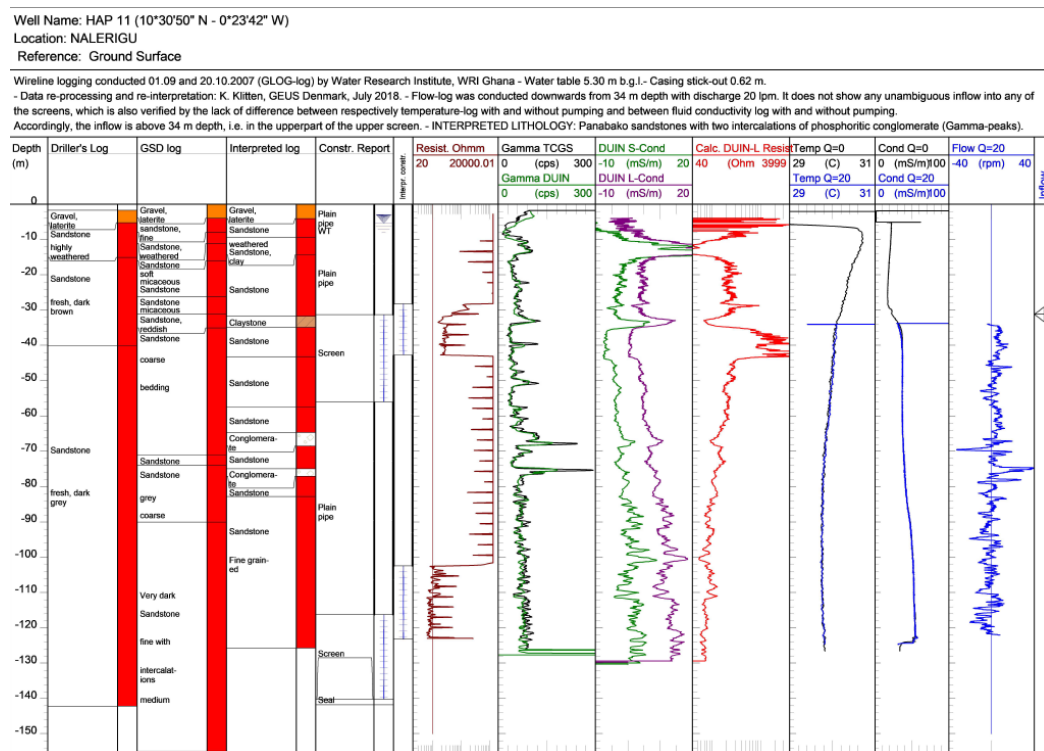 Well Name: HAP 11 (10*30'50" N - 0*23'42" W)
Location: NALERIGU
Reference: Ground Surface
Wireline logging conducted 01.09 and 20.10.2007 (GLOG-log) by Water Research Institute, WRI Ghana - Water table 5.30 m b.g.l.- Casing stick-out 0.62 m.
- Data re-processing and re-interpretation: K. Klitten, GEUS Denmark, July 2018. - Flow-log was conducted downwards from 34 m depth with discharge 20 lpm. It does not show any unambiguous inflow into any of
the screens, which is also verified by the lack of difference between respectively temperature-log with and without pumping and between fluid conductivity log with and without pumping.
Accordingly, the inflow is above 34 m depth, i.e. in the upperpart of the upper screen. - INTERPRETED LITHOLOGY: Panabako sandstones with two intercalations of phosphoritic conglomerate (Gamma-peaks).
Depth
(m)
Driller's Log
GSD log
Interpreted log
Constr. Report
Interpr. constr.
Resist. Ohmm
20 20000.01
Gamma TCGS
0 (cps) 300
Gamma DUIN
0 (cps) 300
DUIN S-Cond
-10 (mS/m) 20
DUIN L-Cond
-10 (mS/m) 20
Calc. DUIN-L Resist
40 (Ohm 3999
Temp Q=0
29 (C) 31
Temp Q=20
29 (C) 31
Cond Q=0
0 (mS/m)100
Cond Q=20
0 (mS/m)100
Flow Q=20
-40 (rpm) 40
Inflow
0
-10
-20
-30
-40
-50
-60
-70
-80
-90
-100
-110
-120
-130
-140
-150
Gravel,
laterite
Sandstone
highly
weathered
Sandstone
fresh, dark
brown
Sandstone
fresh, dark
grey
Gravel,
laterite
sandstone,
fine
Sandstone,
weathered
Sandstone
soft
micaceous
Sandstone
Sandstone
micaceous
Sandstone,
reddish
Sandstone
coarse
bedding
Sandstone
Sandstone
grey
coarse
Very dark
Sandstone
fine with
intercalat-
ions
medium
Gravel,
laterite
Sandstone
weathered
Sandstone,
clay
Sandstone
Claystone
Sandstone
Sandstone
Sandstone
Conglomera-
te
Sandstone
Conglomera-
te
Sandstone
Sandstone
Fine grain-
ed
Plain
pipe
WT
Plain
pipe
Screen
Plain
pipe
Screen
Seal